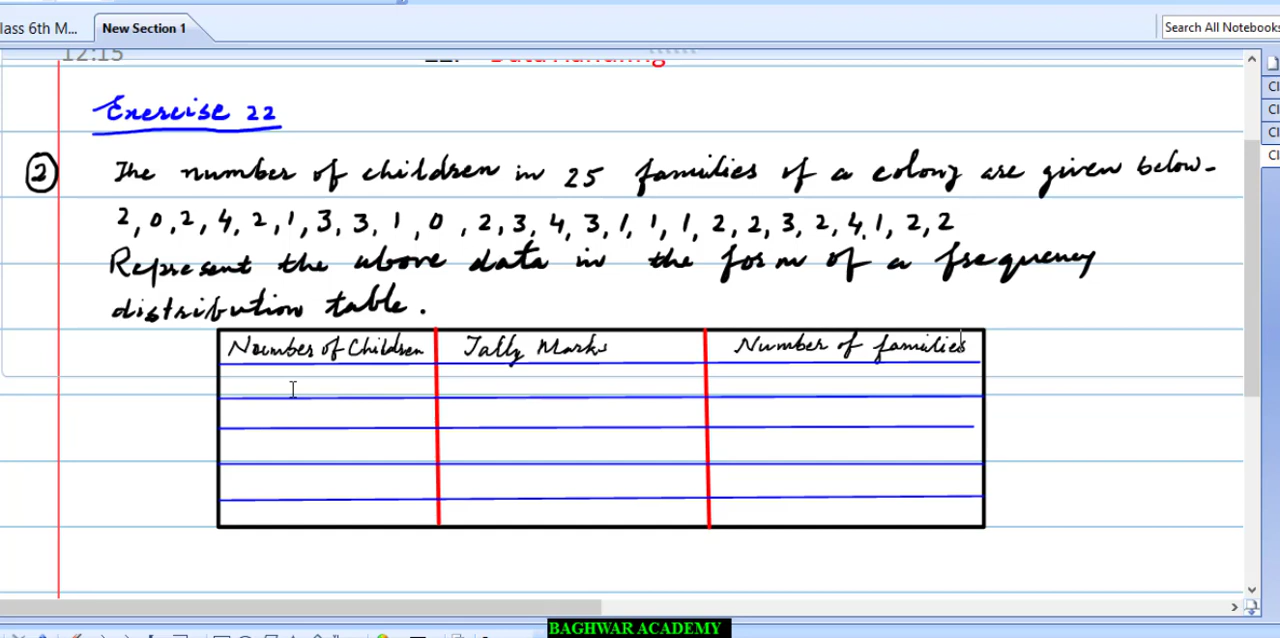 lass 6th M...
New Section 1
Search All Notebooks
12:15
22. Data Handling
Exercise 22
2 The number of children in 25 families of a colony are given below-
2, 0, 2, 4, 2, 1, 3, 3, 1, 0, 2, 3, 4, 3, 1, 1, 1, 2, 2, 3, 2, 4, 1, 2, 2
Represent the above data in the form of a frequency
distribution table.
Number of Children Tally Marks Number of families
BAGHWAR ACADEMY